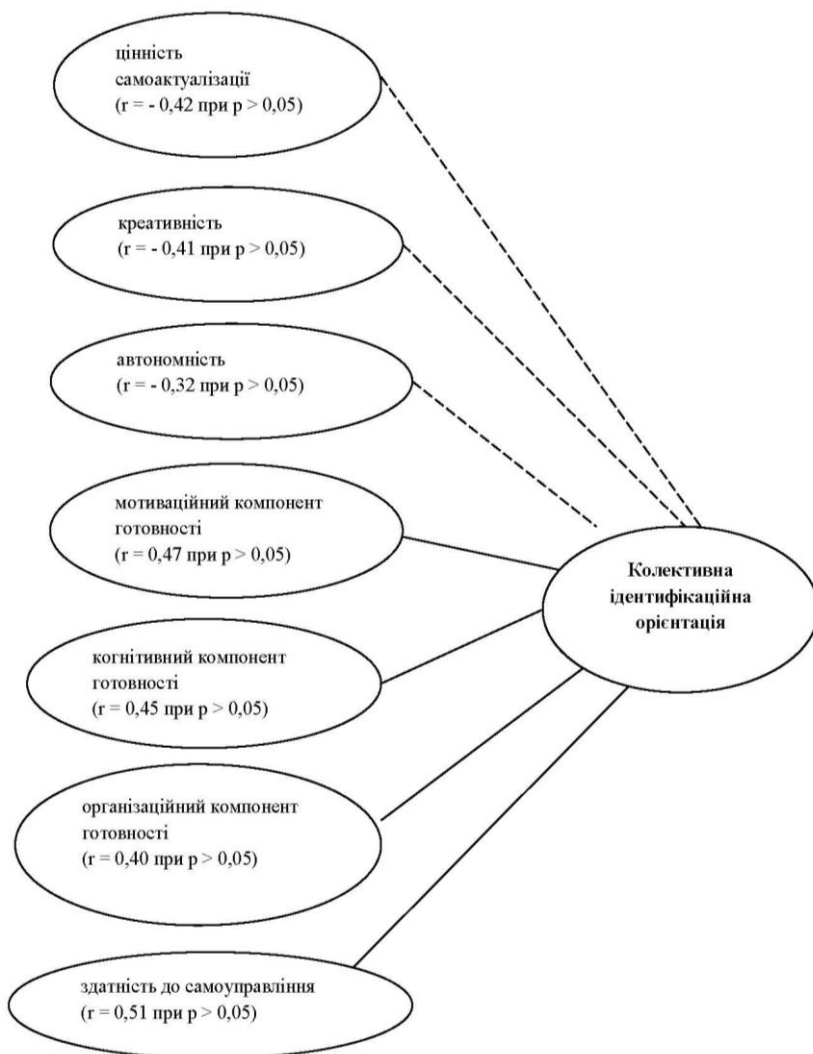 цінність
самоактуалізації
(r = - 0,42 при p > 0,05)
креативність
(r = - 0,41 при p > 0,05)
автономність
(r = - 0,32 при p > 0,05)
мотиваційний компонент
готовності
(r = 0,47 при p > 0,05)
когнітивний компонент
готовності
(r = 0,45 при p > 0,05)
організаційний компонент
готовності
(r = 0,40 при p > 0,05)
здатність до самоуправління
(r = 0,51 при p > 0,05)
Колективна
ідентифікаційна
орієнтація